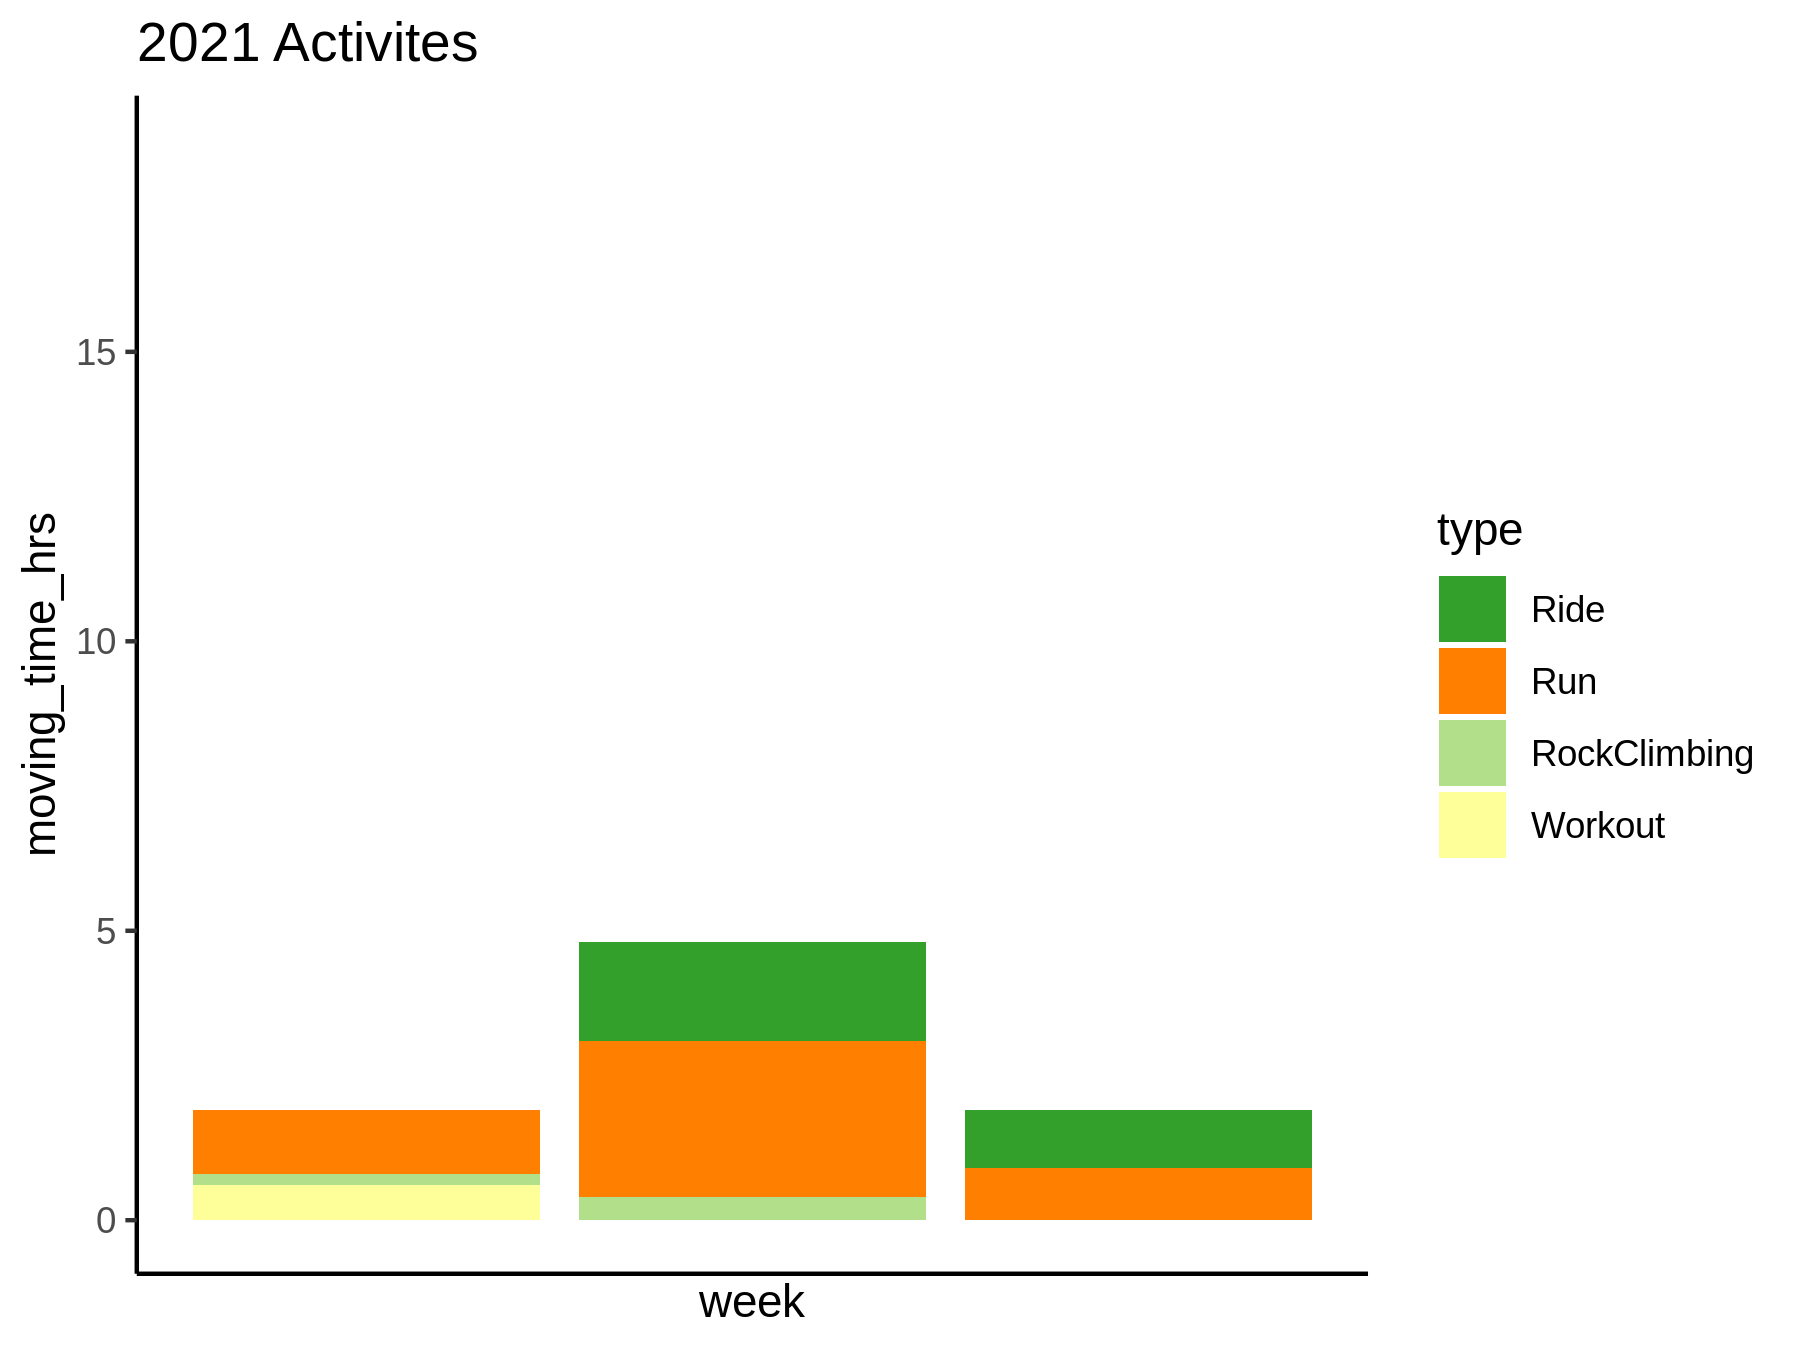 2021 Activites
moving_time_hrs
15
10
5
0
week
type
Ride
Run
RockClimbing
Workout